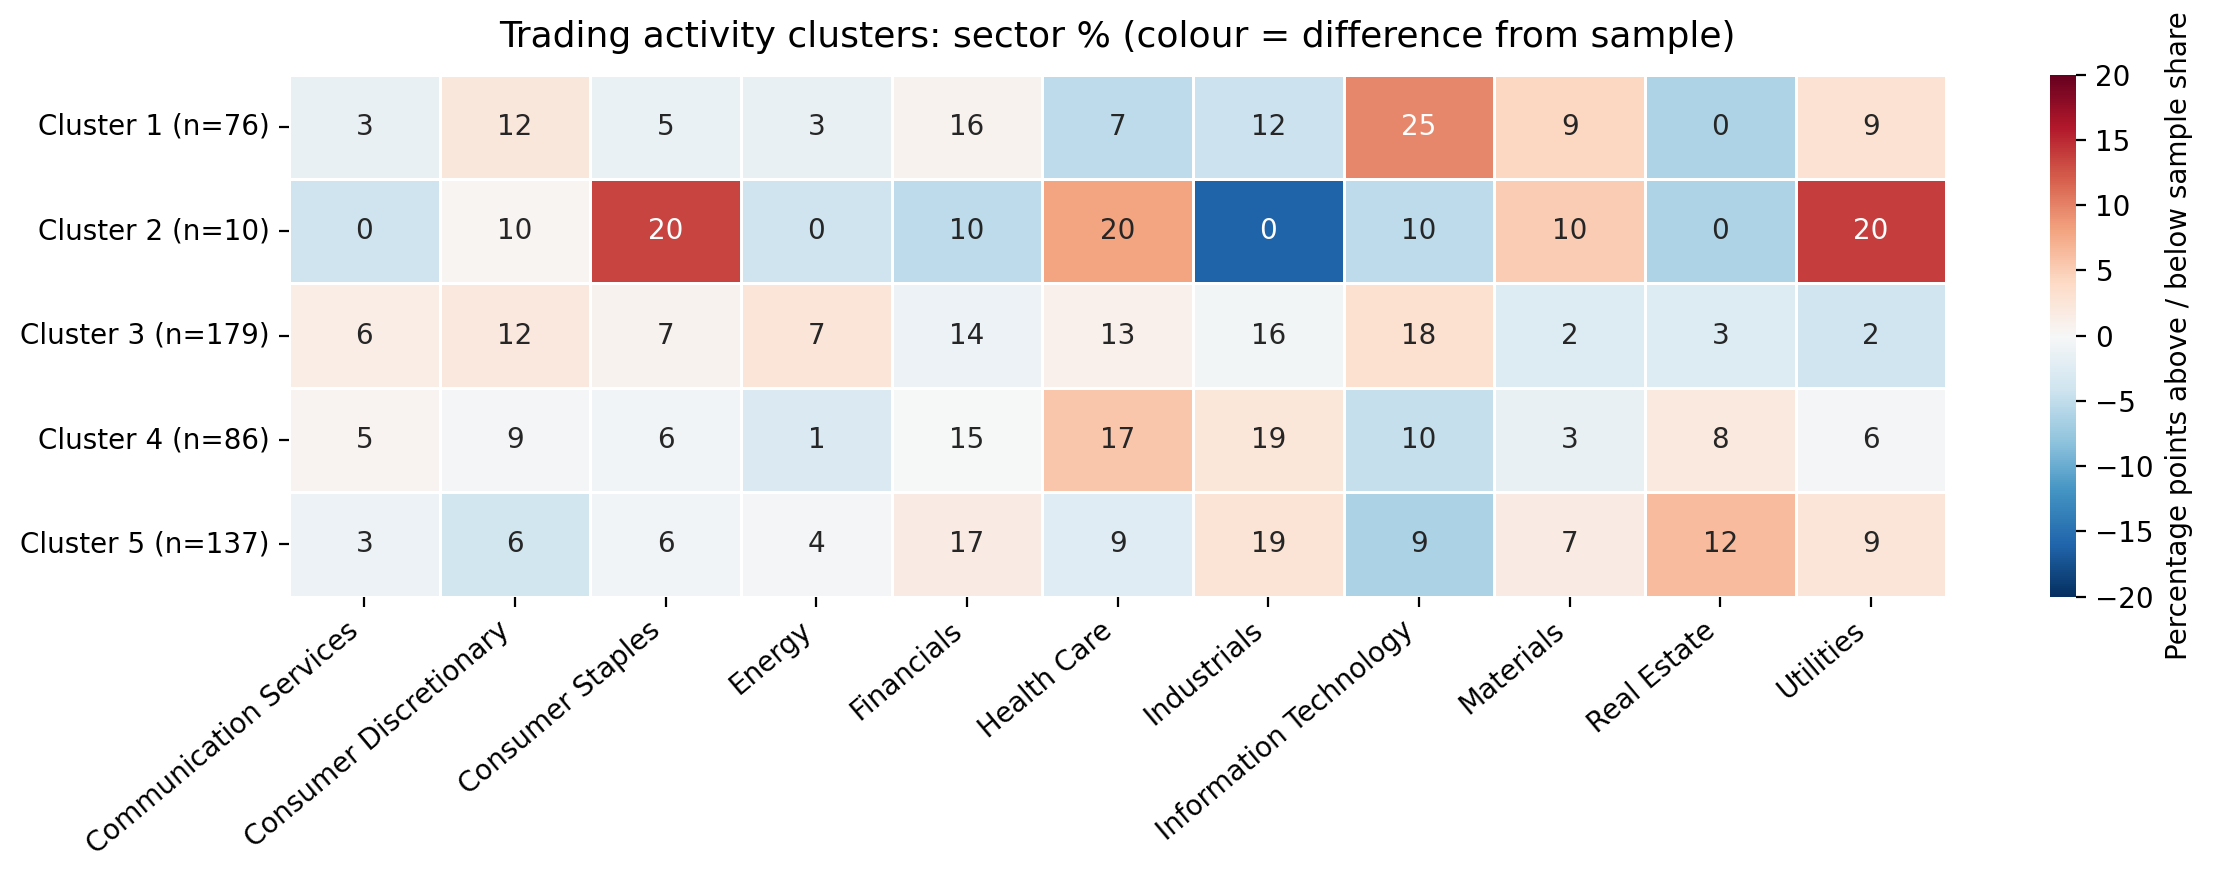 Trading activity clusters: sector % (colour = difference from sample)
Cluster 1 (n=76) 3 12 5 3 16 7 12 25 9 0 9
Cluster 2 (n=10) 0 10 20 0 10 20 0 10 10 0 20
Cluster 3 (n=179) 6 12 7 7 14 13 16 18 2 3 2
Cluster 4 (n=86) 5 9 6 1 15 17 19 10 3 8 6
Cluster 5 (n=137) 3 6 6 4 17 9 19 9 7 12 9
Communication Services
Consumer Discretionary
Consumer Staples
Energy
Financials
Health Care
Industrials
Information Technology
Materials
Real Estate
Utilities
20
15
10
5
0
−5
−10
−15
−20
Percentage points above / below sample share